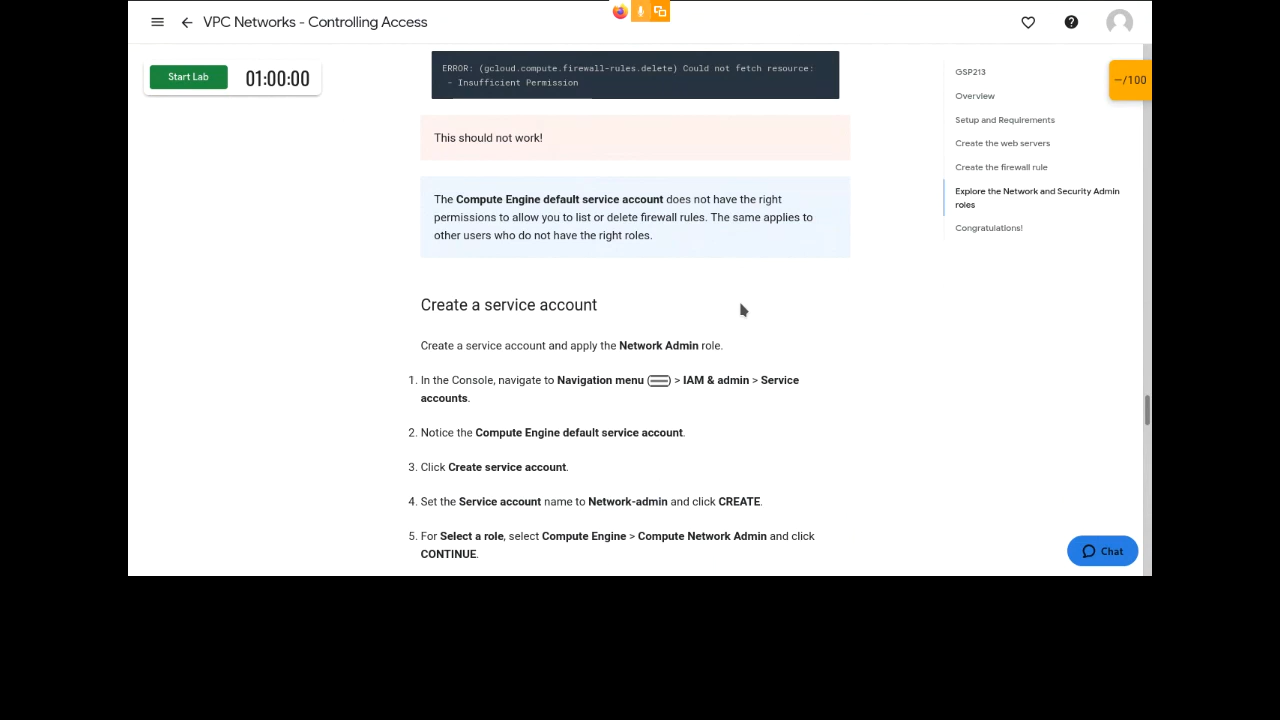 VPC Networks - Controlling Access
Start Lab
01:00:00
–/100
ERROR: (gcloud.compute.firewall-rules.delete) Could not fetch resource:
- Insufficient Permission
This should not work!
The Compute Engine default service account does not have the right
permissions to allow you to list or delete firewall rules. The same applies to
other users who do not have the right roles.
Create a service account
Create a service account and apply the Network Admin role.
1. In the Console, navigate to Navigation menu > IAM & admin > Service
accounts.
2. Notice the Compute Engine default service account.
3. Click Create service account.
4. Set the Service account name to Network-admin and click CREATE.
5. For Select a role, select Compute Engine > Compute Network Admin and click
CONTINUE.
GSP213
Overview
Setup and Requirements
Create the web servers
Create the firewall rule
Explore the Network and Security Admin
roles
Congratulations!
Chat